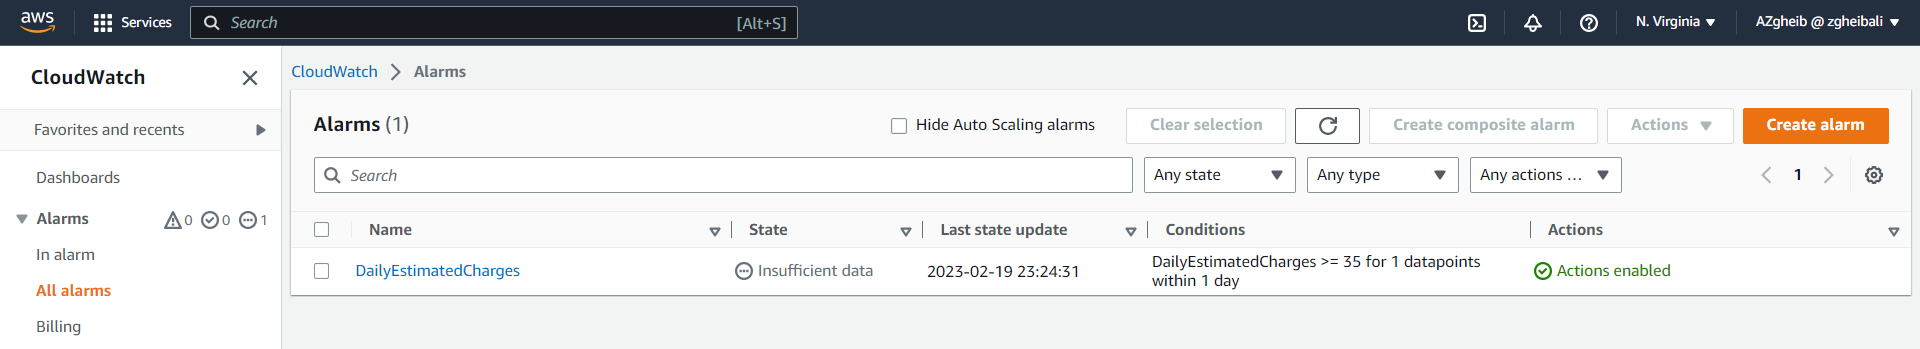 aws
Services
Search
[Alt+S]
N. Virginia
AZgheib @ zgheibali
CloudWatch
Favorites and recents
Dashboards
Alarms
0
0
1
In alarm
All alarms
Billing
CloudWatch
Alarms
Alarms (1)
Hide Auto Scaling alarms
Clear selection
Create composite alarm
Actions
Create alarm
Search
Any state
Any type
Any actions ...
1
Name
State
Last state update
Conditions
Actions
DailyEstimatedCharges
Insufficient data
2023-02-19 23:24:31
DailyEstimatedCharges >= 35 for 1 datapoints
within 1 day
Actions enabled